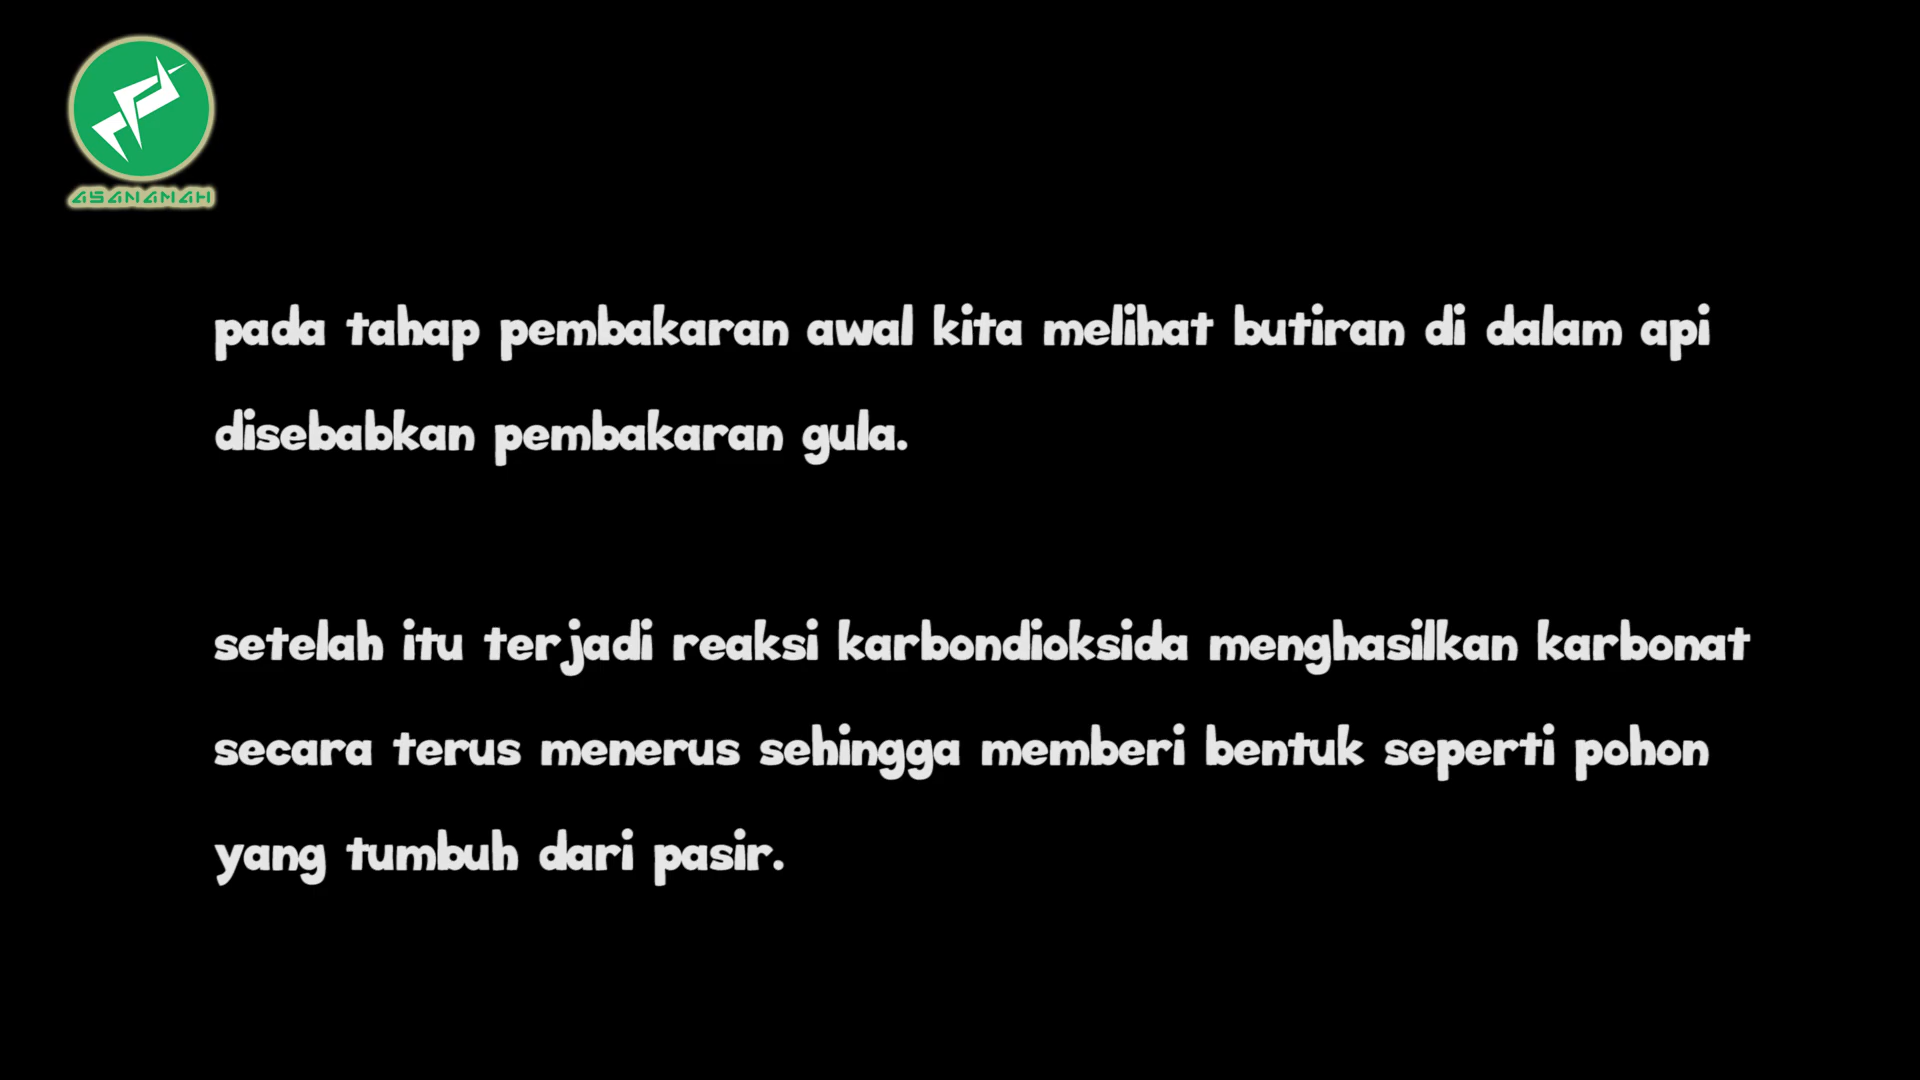 ASANAMAH
pada tahap pembakaran awal kita melihat butiran di dalam api
disebabkan pembakaran gula.
setelah itu terjadi reaksi karbondioksida menghasilkan karbonat
secara terus menerus sehingga memberi bentuk seperti pohon
yang tumbuh dari pasir.